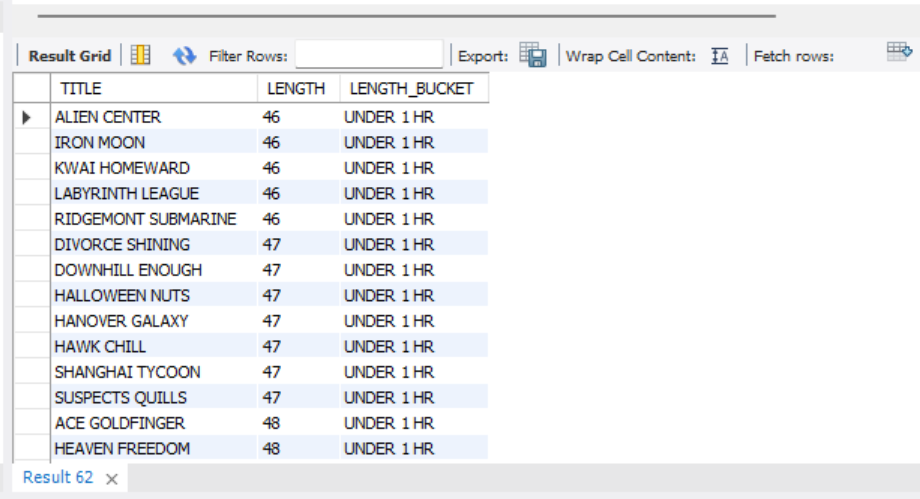 Result Grid Filter Rows: Export: Wrap Cell Content: IA Fetch rows:
TITLE LENGTH LENGTH_BUCKET
ALIEN CENTER 46 UNDER 1 HR
IRON MOON 46 UNDER 1 HR
KWAI HOMEWARD 46 UNDER 1 HR
LABYRINTH LEAGUE 46 UNDER 1 HR
RIDGEMONT SUBMARINE 46 UNDER 1 HR
DIVORCE SHINING 47 UNDER 1 HR
DOWNHILL ENOUGH 47 UNDER 1 HR
HALLOWEEN NUTS 47 UNDER 1 HR
HANOVER GALAXY 47 UNDER 1 HR
HAWK CHILL 47 UNDER 1 HR
SHANGHAI TYCOON 47 UNDER 1 HR
SUSPECTS QUILLS 47 UNDER 1 HR
ACE GOLDFINGER 48 UNDER 1 HR
HEAVEN FREEDOM 48 UNDER 1 HR
Result 62